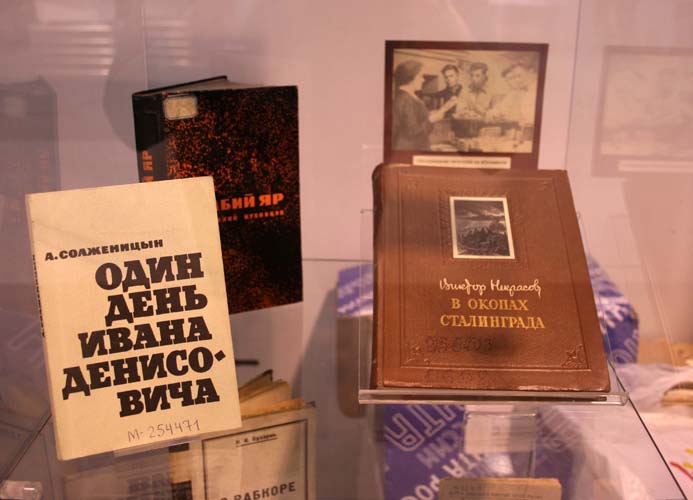 А. СОЛЖЕНИЦЫН
ОДИН
ДЕНЬ
ИВАНА
ДЕНИСО-
ВИЧА
М-254471
БИЙ ЯР
Виктор Некрасов
В ОКОПАХ
СТАЛИНГРАДА
РАБКОРЕ